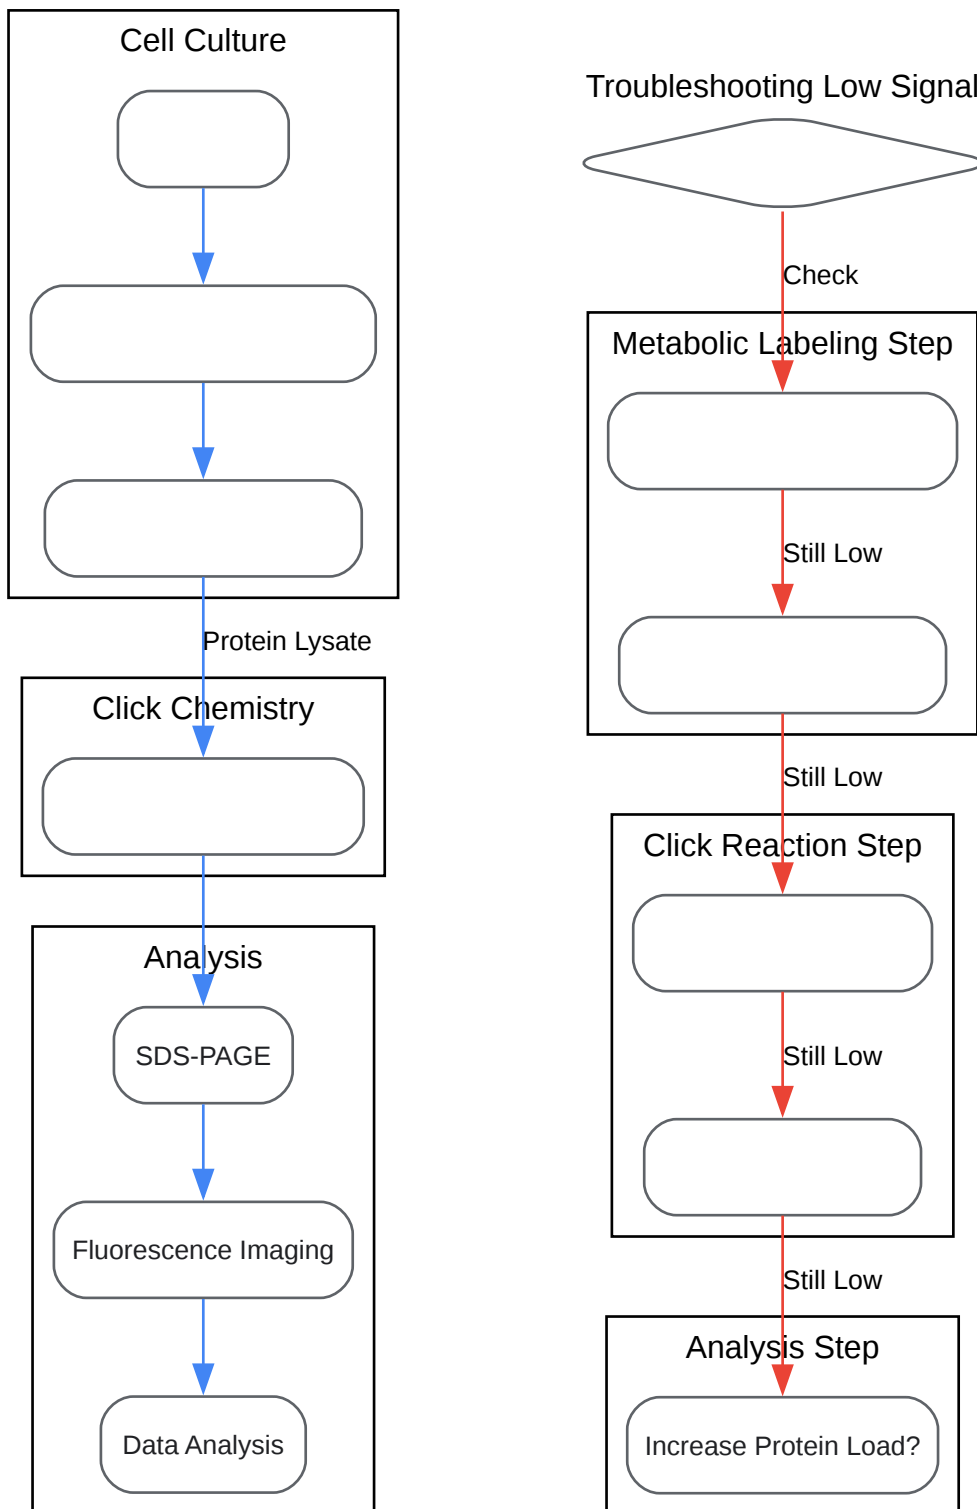 Cell Culture
Protein Lysate
Click Chemistry
Analysis
SDS-PAGE
Fluorescence Imaging
Data Analysis
Troubleshooting Low Signal
Check
Metabolic Labeling Step
Still Low
Still Low
Click Reaction Step
Still Low
Still Low
Analysis Step
Increase Protein Load?